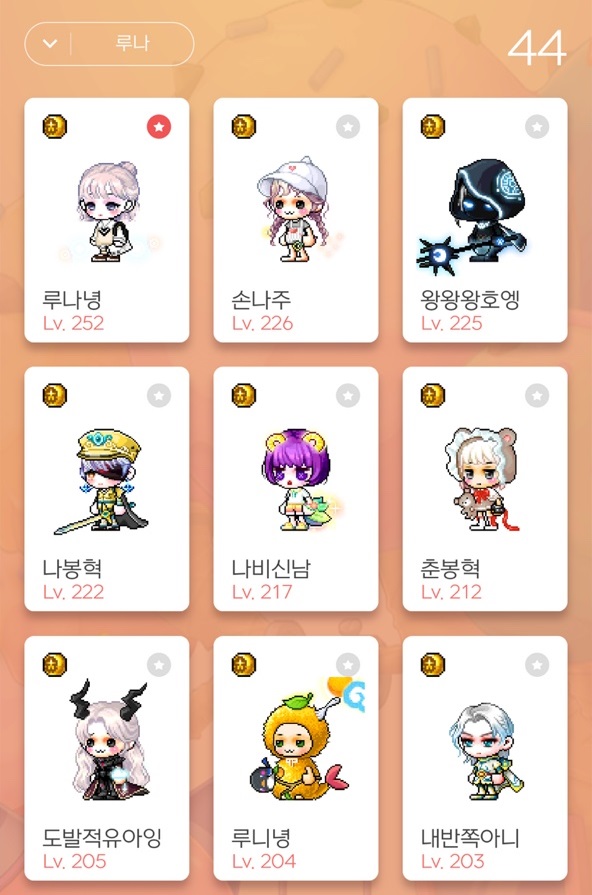 루나
44
루나녕
Lv. 252
손나주
Lv. 226
왕왕왕호엥
Lv. 225
나봉혁
Lv. 222
나비신남
Lv. 217
춘봉혁
Lv. 212
도발적유아잉
Lv. 205
루니녕
Lv. 204
내반쪽아니
Lv. 203